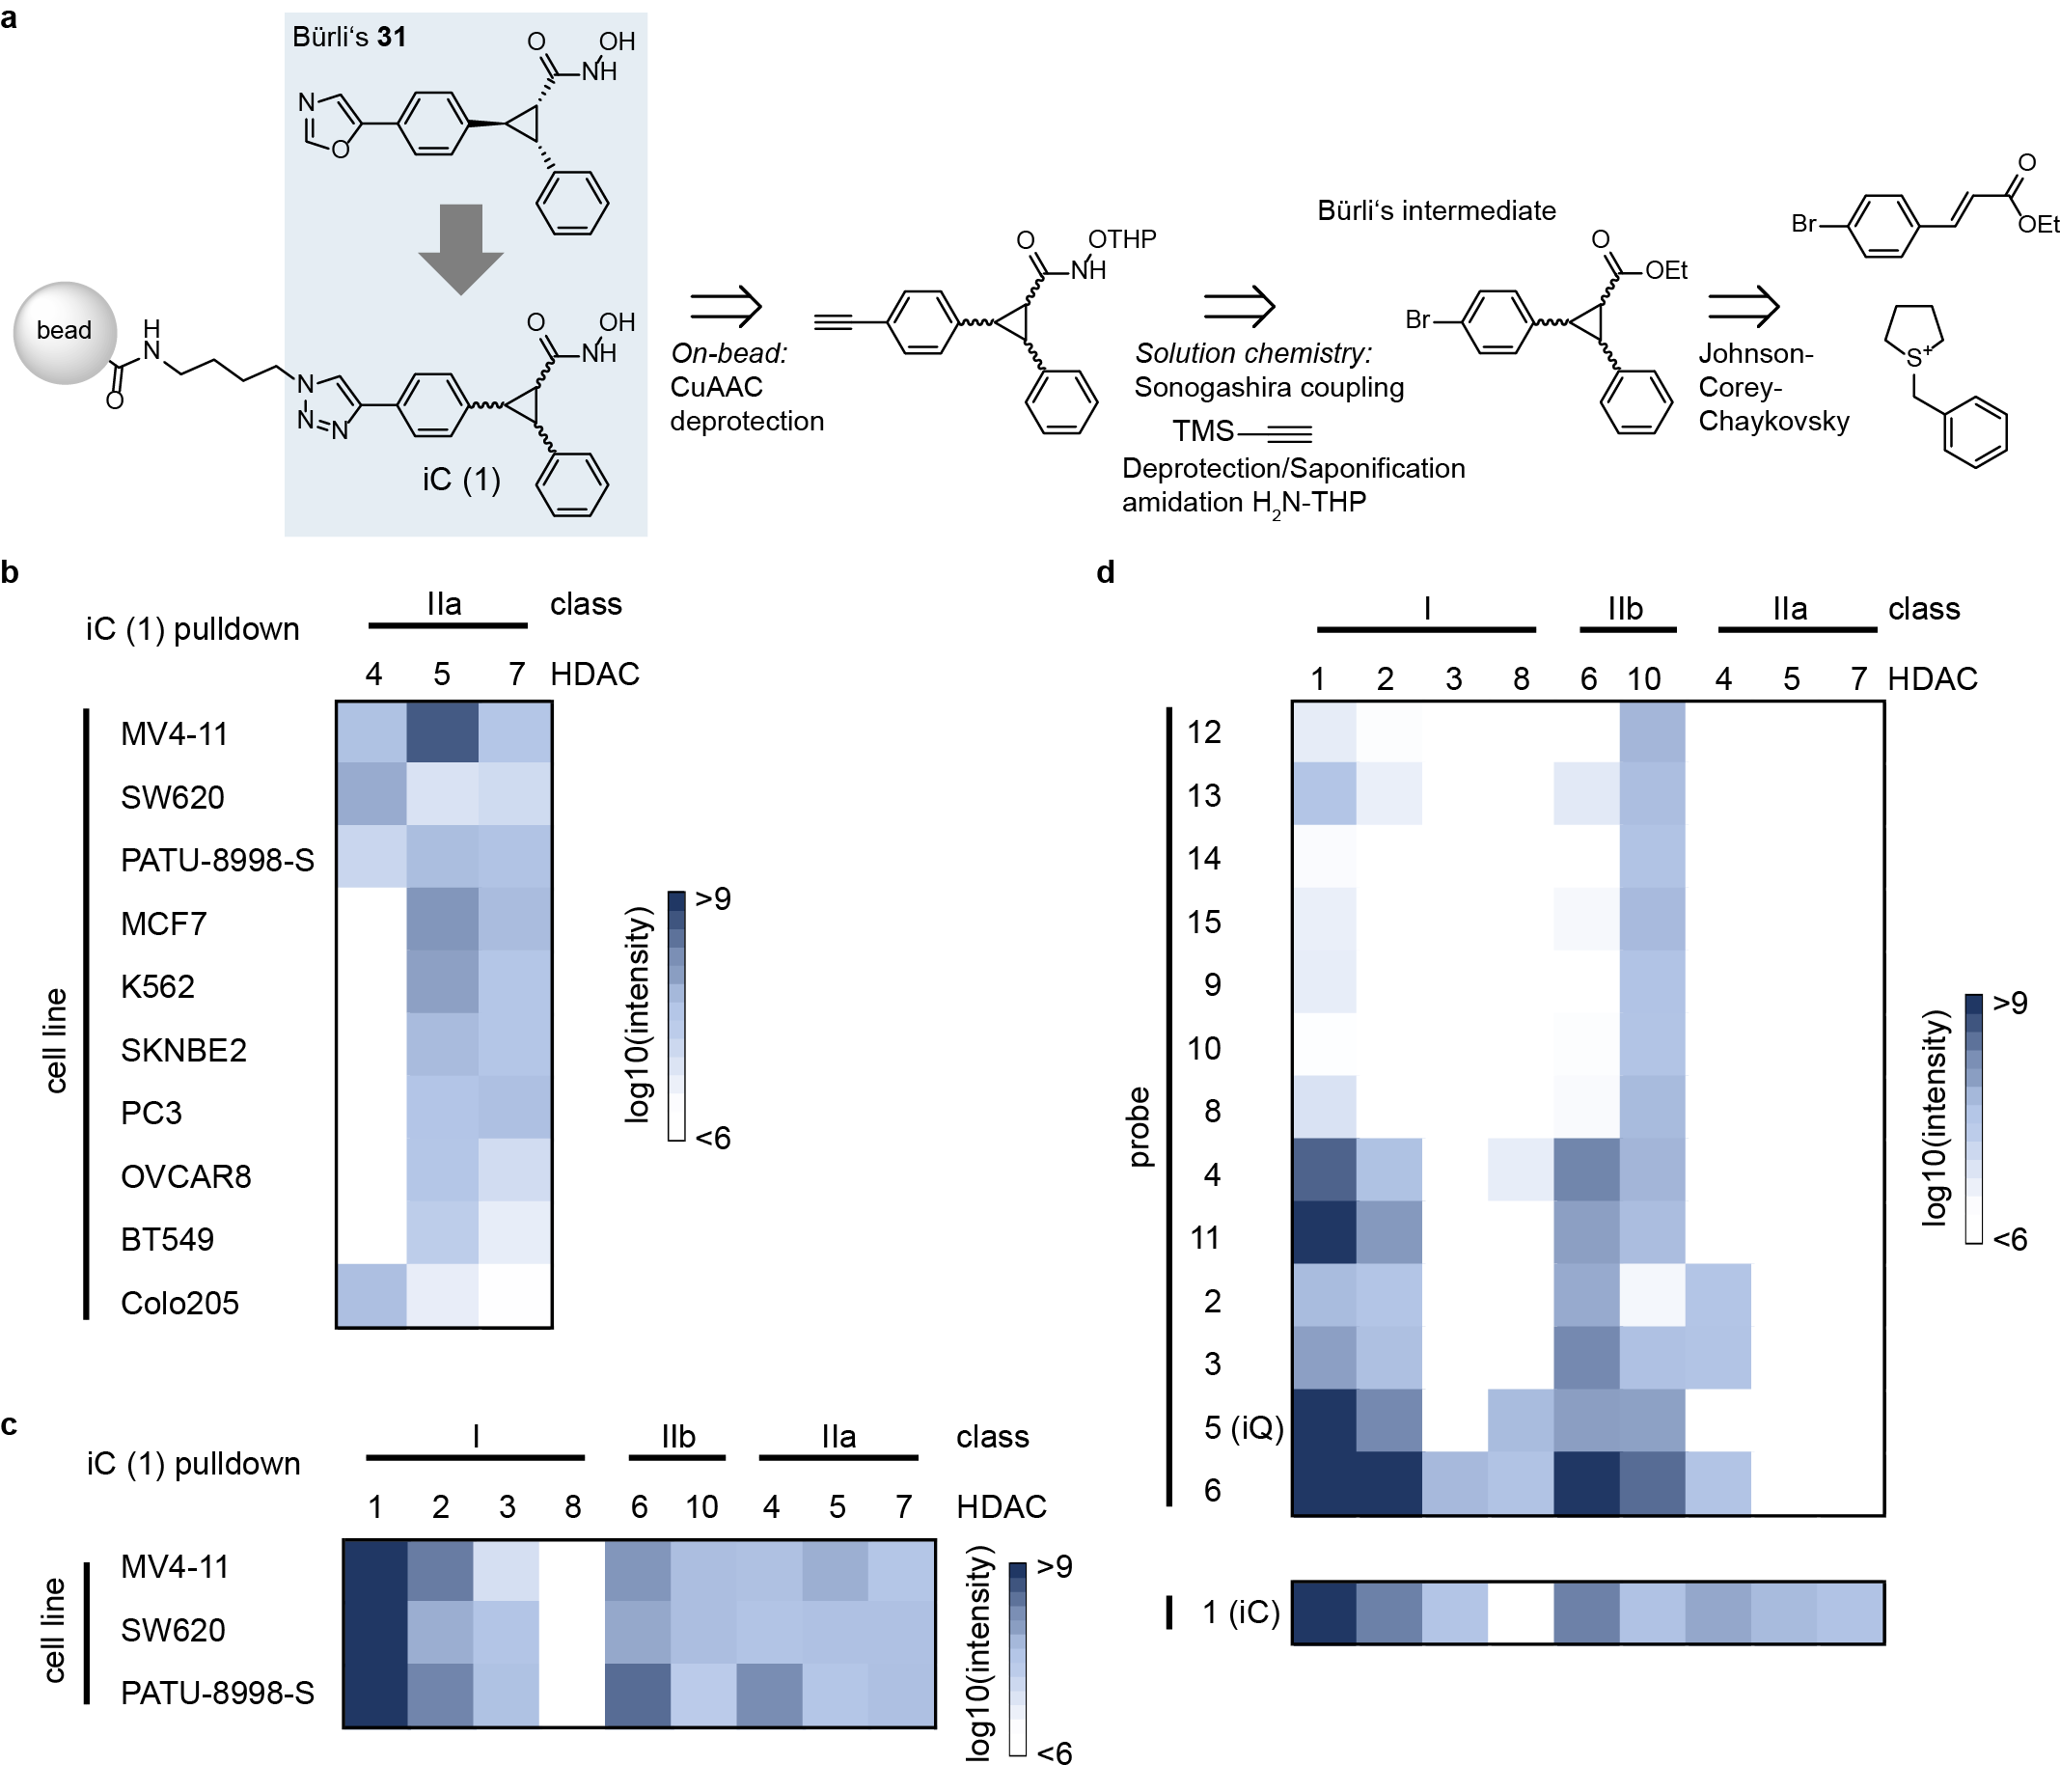 a
Bürli‘s 31
O
OH
NH
N
O
bead
H
N
O
N
N
N
O
OH
NH
iC (1)
On-bead:
CuAAC
deprotection
O
OTHP
NH
Solution chemistry:
Sonogashira coupling
TMS
Deprotection/Saponification
amidation H2N-THP
Bürli‘s intermediate
O
OEt
Br
Johnson-
Corey-
Chaykovsky
O
OEt
Br
S+
b
iC (1) pulldown
IIa class
4 5 7 HDAC
cell line
MV4-11
SW620
PATU-8998-S
MCF7
K562
SKNBE2
PC3
OVCAR8
BT549
Colo205
log10(intensity)
>9
<6
c
iC (1) pulldown
I IIb IIa class
1 2 3 8 6 10 4 5 7 HDAC
cell line
MV4-11
SW620
PATU-8998-S
log10(intensity)
>9
<6
d
I IIb IIa class
1 2 3 8 6 10 4 5 7 HDAC
probe
12
13
14
15
9
10
8
4
11
2
3
5 (iQ)
6
1 (iC)
log10(intensity)
>9
<6